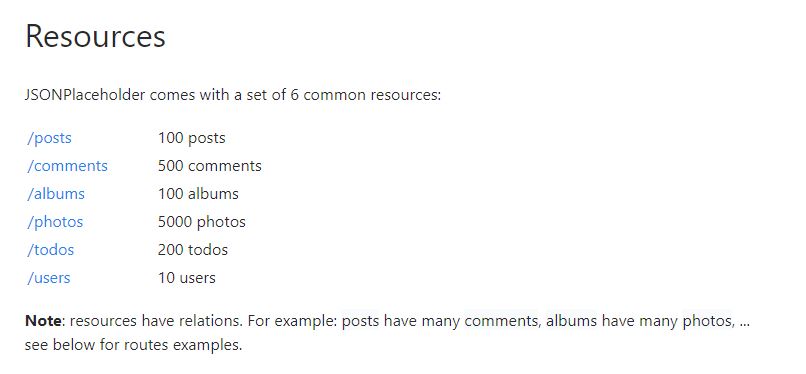 Resources
JSONPlaceholder comes with a set of 6 common resources:
/posts 100 posts
/comments 500 comments
/albums 100 albums
/photos 5000 photos
/todos 200 todos
/users 10 users
Note: resources have relations. For example: posts have many comments, albums have many photos, ...
see below for routes examples.